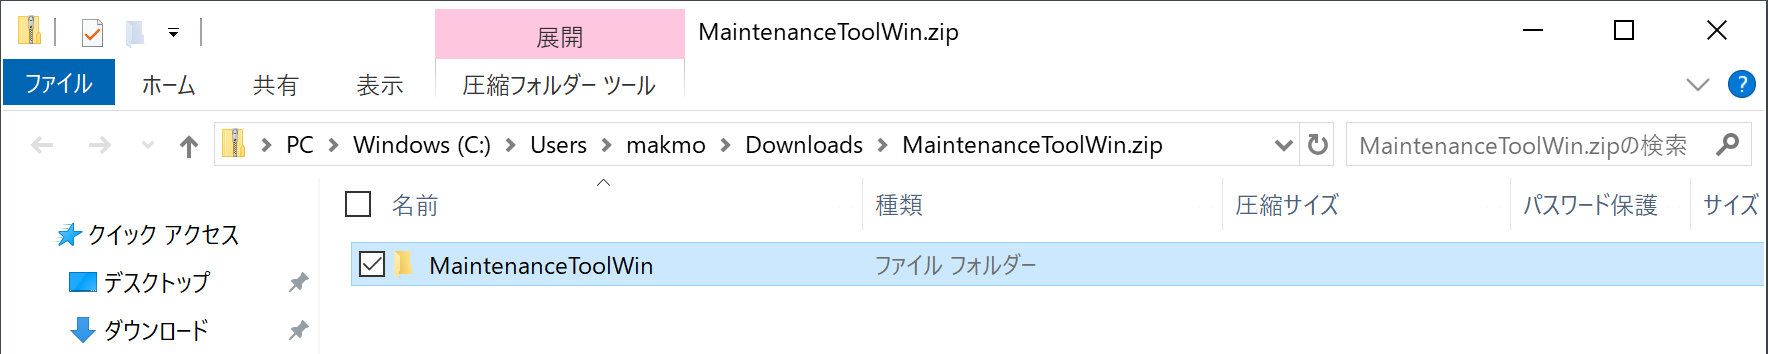 展開
MaintenanceToolWin.zip
ファイル ホーム 共有 表示 圧縮フォルダー ツール
PC > Windows (C:) > Users > makmo > Downloads > MaintenanceToolWin.zip
MaintenanceToolWin.zipの検索
名前 種類 圧縮サイズ パスワード保護 サイズ
クイック アクセス
MaintenanceToolWin ファイル フォルダー
デスクトップ
ダウンロード